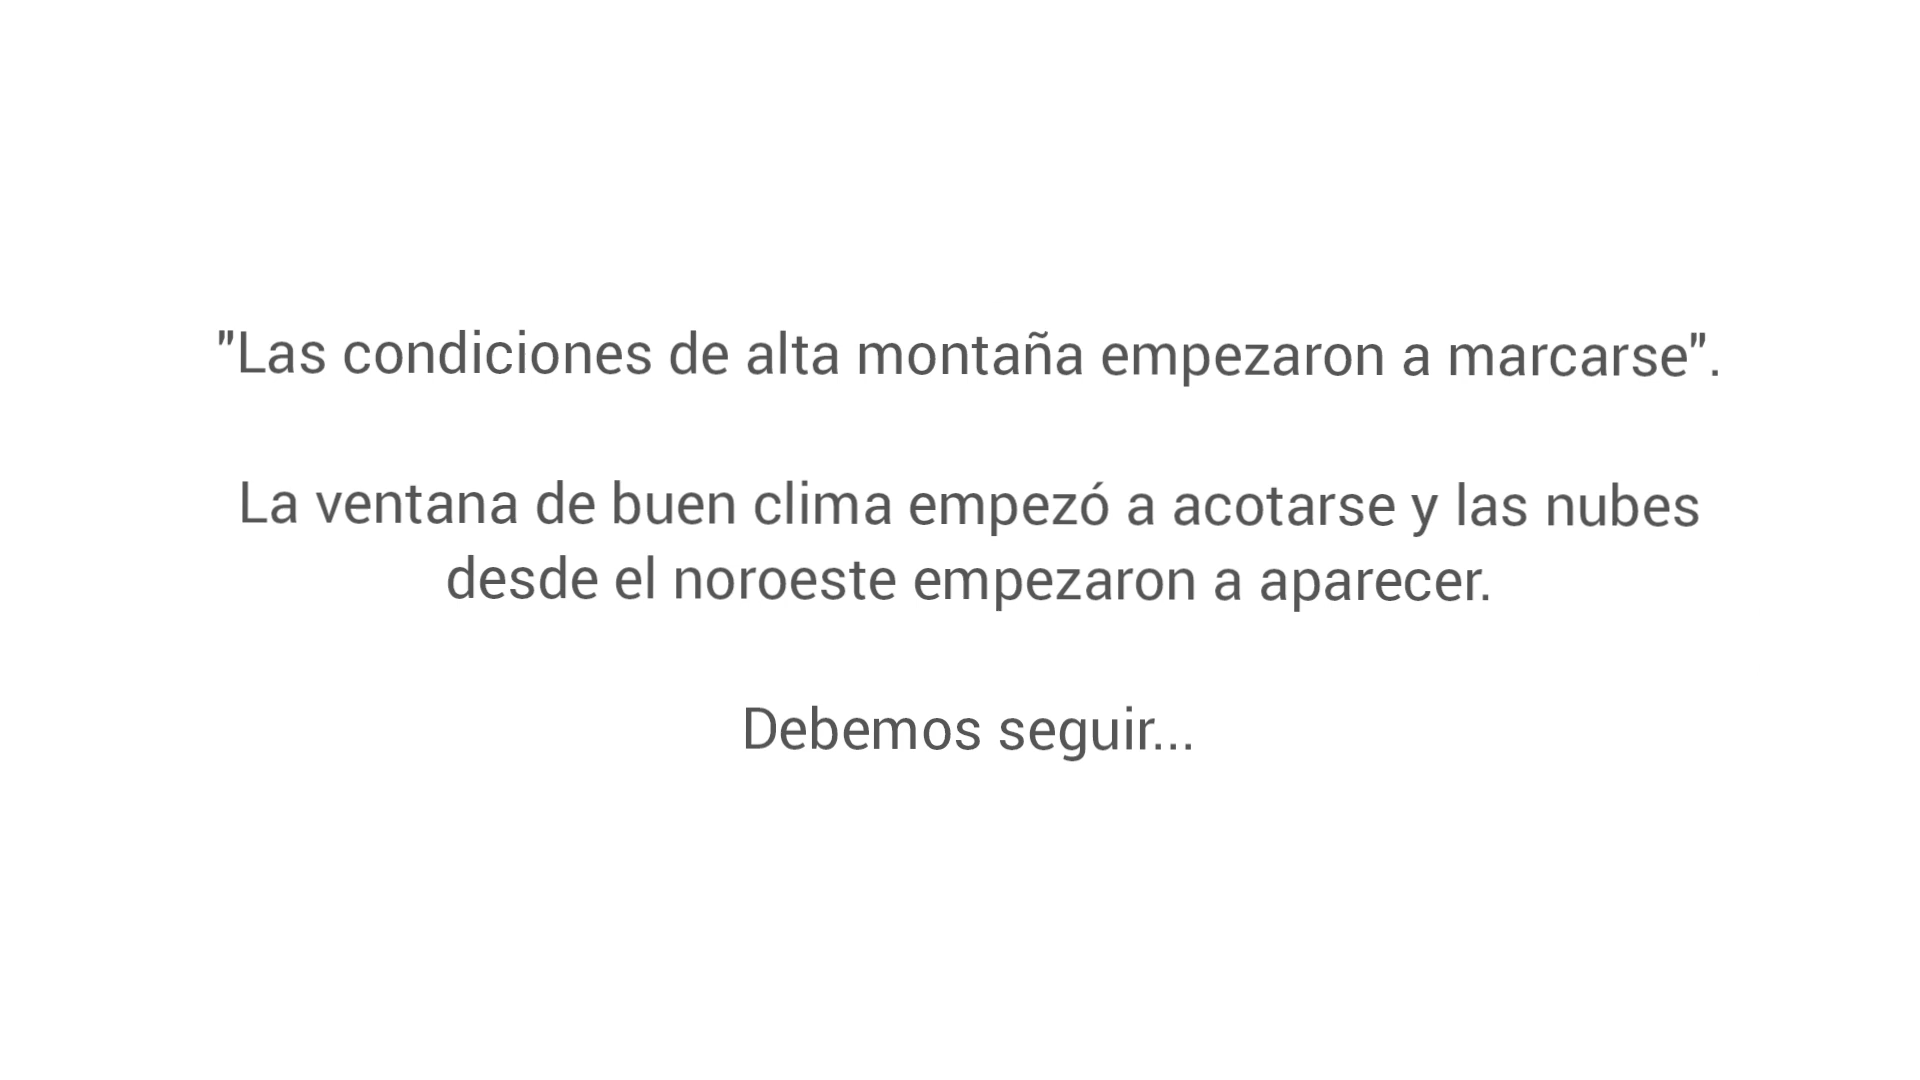 "Las condiciones de alta montaña empezaron a marcarse".
La ventana de buen clima empezó a acotarse y las nubes
desde el noroeste empezaron a aparecer.
Debemos seguir...